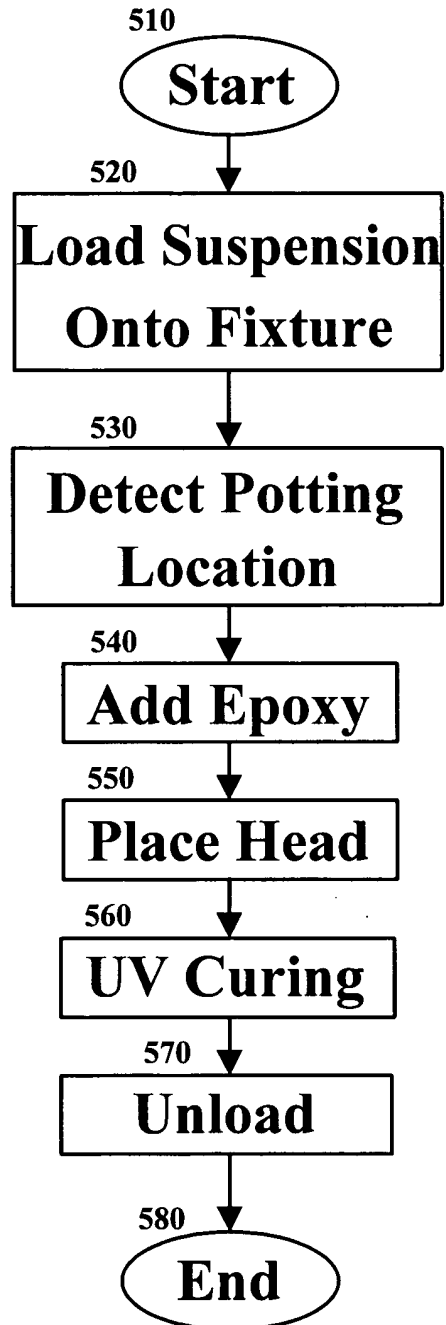 510
Start
520
Load Suspension
Onto Fixture
530
Detect Potting
Location
540
Add Epoxy
550
Place Head
560
UV Curing
570
Unload
580
End